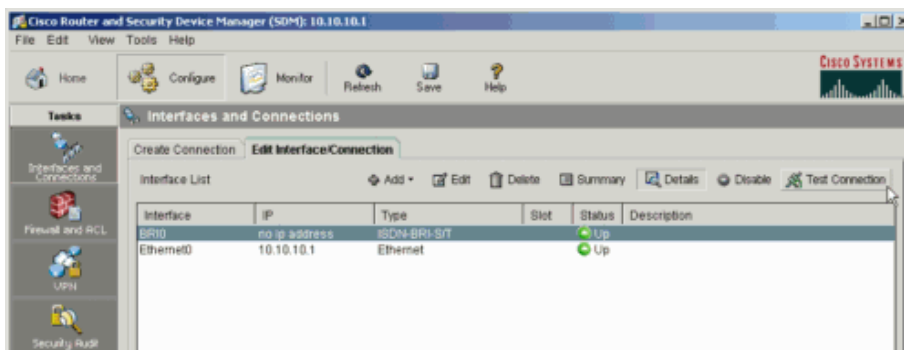 Cisco Router and Security Device Manager (SDM): 10.10.10.1
File Edit View Tools Help
Home Configure Monitor Refresh Save Help
CISCO SYSTEMS
Tasks
Interfaces and Connections
Create Connection Edit Interface/Connection
Interfaces and
Connections
Interface List Add Edit Delete Summary Details Disable Test Connection
Interface IP Type Slot Status Description
BRI0 no ip address ISDN-BRI-S/T Up
Ethernet0 10.10.10.1 Ethernet Up
Firewall and ACL
VPN
Security Audit